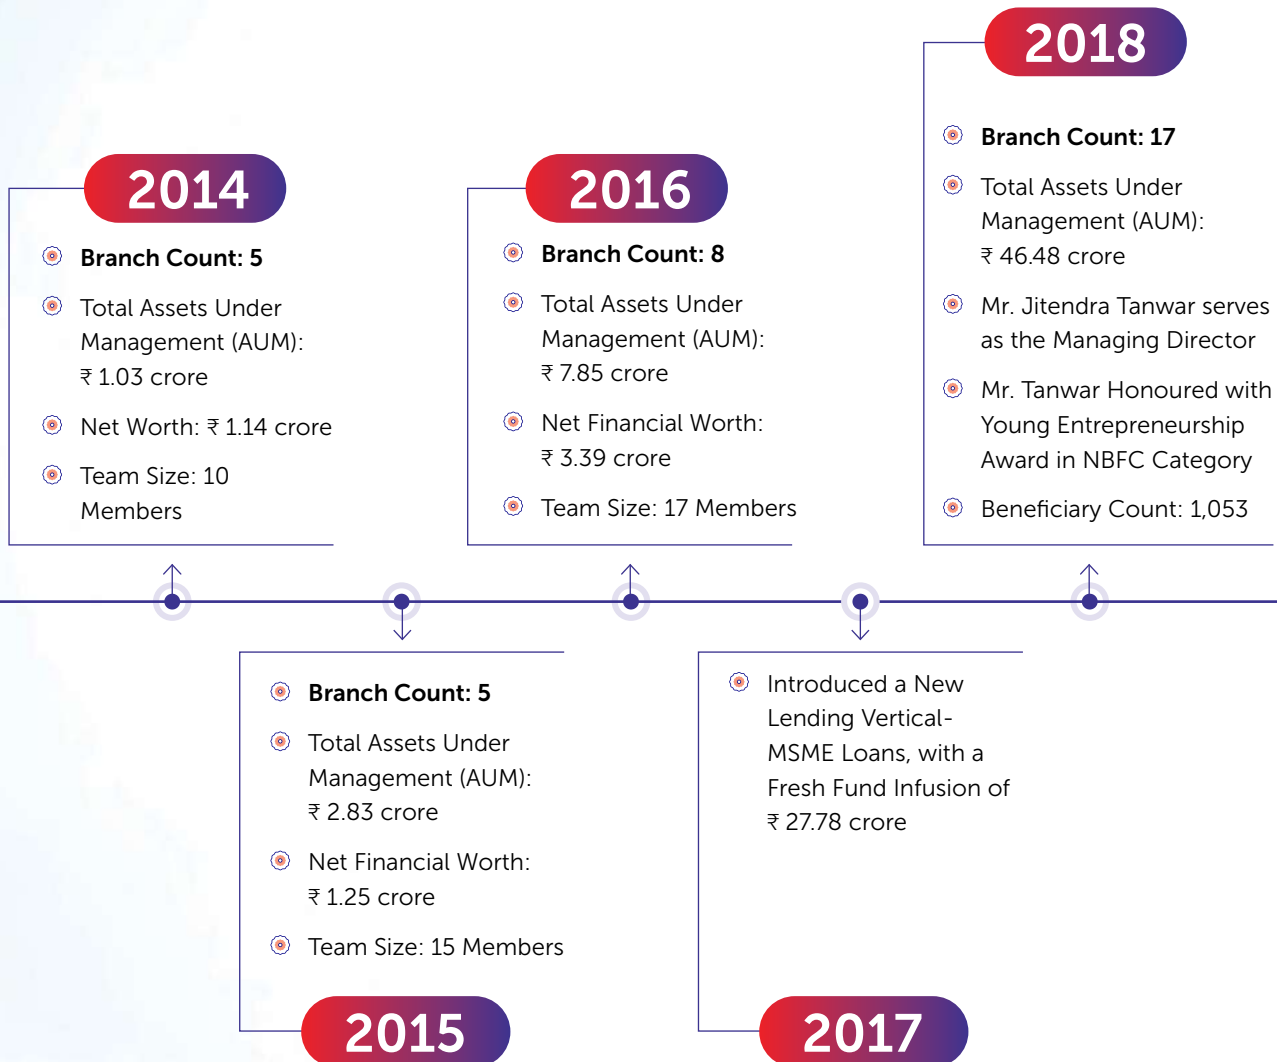 2014
Branch Count: 5
Total Assets Under
Management (AUM):
₹ 1.03 crore
Net Worth: ₹ 1.14 crore
Team Size: 10
Members
Branch Count: 5
Total Assets Under
Management (AUM):
₹ 2.83 crore
Net Financial Worth:
₹ 1.25 crore
Team Size: 15 Members
2015
2016
Branch Count: 8
Total Assets Under
Management (AUM):
₹ 7.85 crore
Net Financial Worth:
₹ 3.39 crore
Team Size: 17 Members
Introduced a New
Lending Vertical-
MSME Loans, with a
Fresh Fund Infusion of
₹ 27.78 crore
2017
2018
Branch Count: 17
Total Assets Under
Management (AUM):
₹ 46.48 crore
Mr. Jitendra Tanwar serves
as the Managing Director
Mr. Tanwar Honoured with
Young Entrepreneurship
Award in NBFC Category
Beneficiary Count: 1,053